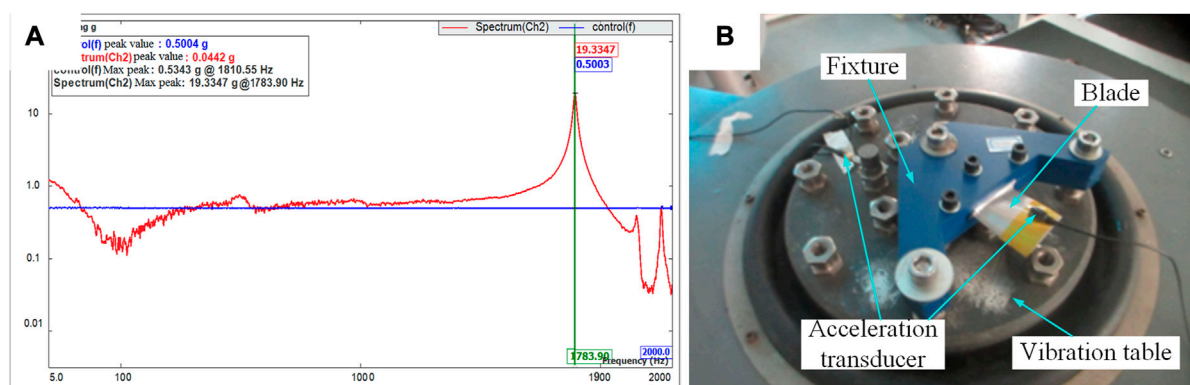 A
ng g
Spectrum(Ch2)
control(f)
rol(f) peak value : 0.5004 g
trum(Ch2) peak value : 0.0442 g
control(f) Max peak: 0.5343 g @ 1810.55 Hz
Spectrum(Ch2) Max peak: 19.3347 g@1783.90 Hz
19.3347
0.5003
10
1.0
0.1
0.01
1783.90
Frequency (Hz)
2000.0
5.0
100
1000
1900
2000
B
Fixture
Blade
Acceleration
transducer
Vibration table